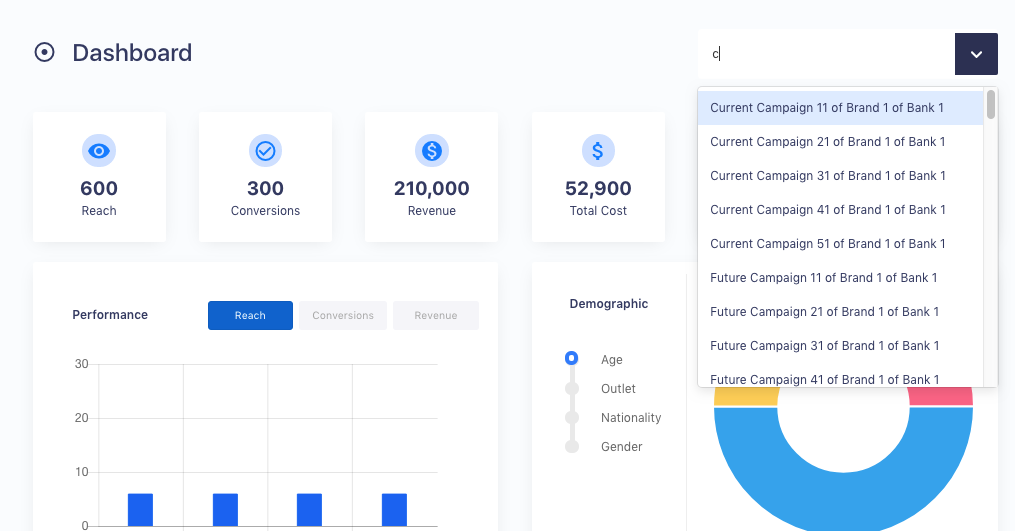 Dashboard
c
Current Campaign 11 of Brand 1 of Bank 1
Current Campaign 21 of Brand 1 of Bank 1
Current Campaign 31 of Brand 1 of Bank 1
Current Campaign 41 of Brand 1 of Bank 1
Current Campaign 51 of Brand 1 of Bank 1
Future Campaign 11 of Brand 1 of Bank 1
Future Campaign 21 of Brand 1 of Bank 1
Future Campaign 31 of Brand 1 of Bank 1
Future Campaign 41 of Brand 1 of Bank 1
600
Reach
300
Conversions
210,000
Revenue
52,900
Total Cost
Performance
Reach
Conversions
Revenue
30
20
10
0
Demographic
Age
Outlet
Nationality
Gender